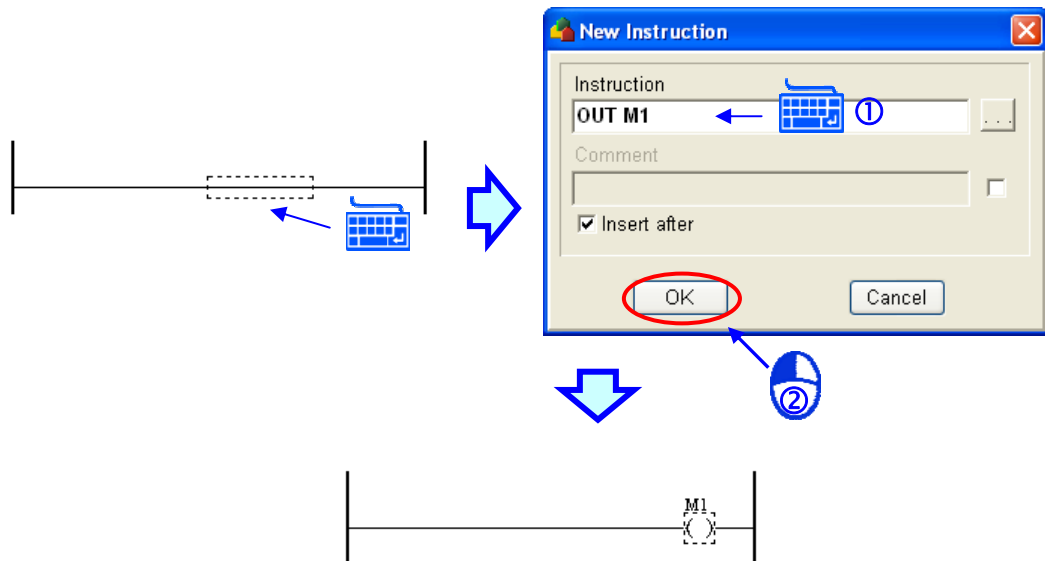 New Instruction
Instruction
OUT M1
①
...
Comment
Insert after
OK
Cancel
②
M1
( )